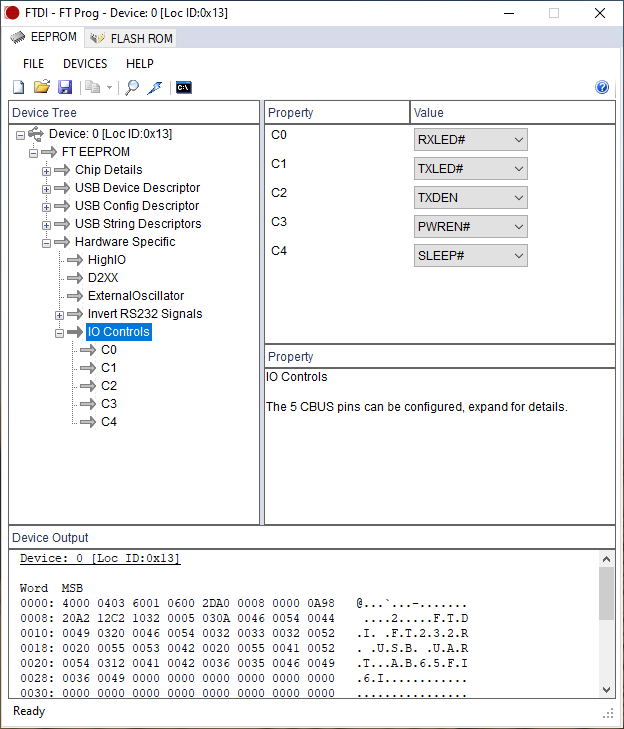 FTDI - FT Prog - Device: 0 [Loc ID:0x13]
EEPROM
FLASH ROM
FILE DEVICES HELP
C:\
Device Tree
Device: 0 [Loc ID:0x13]
FT EEPROM
Chip Details
USB Device Descriptor
USB Config Descriptor
USB String Descriptors
Hardware Specific
HighIO
D2XX
ExternalOscillator
Invert RS232 Signals
IO Controls
C0
C1
C2
C3
C4
Property Value
C0 RXLED#
C1 TXLED#
C2 TXDEN
C3 PWREN#
C4 SLEEP#
Property
IO Controls
The 5 CBUS pins can be configured, expand for details.
Device Output
Device: 0 [Loc ID:0x13]
Word MSB
0000: 4000 0403 6001 0600 2DA0 0008 0000 0A98 @...`...-.......
0008: 20A2 12C2 1032 0005 030A 0046 0054 0044 ....2.....F.T.D
0010: 0049 0320 0046 0054 0032 0033 0032 0052 .I. .F.T.2.3.2.R
0018: 0020 0055 0053 0042 0020 0055 0041 0052 . .U.S.B. .U.A.R
0020: 0054 0312 0041 0042 0036 0035 0046 0049 .T...A.B.6.5.F.I
0028: 0036 0049 0000 0000 0000 0000 0000 0000 .6.I............
0030: 0000 0000 0000 0000 0000 0000 0000 0000 ................
Ready